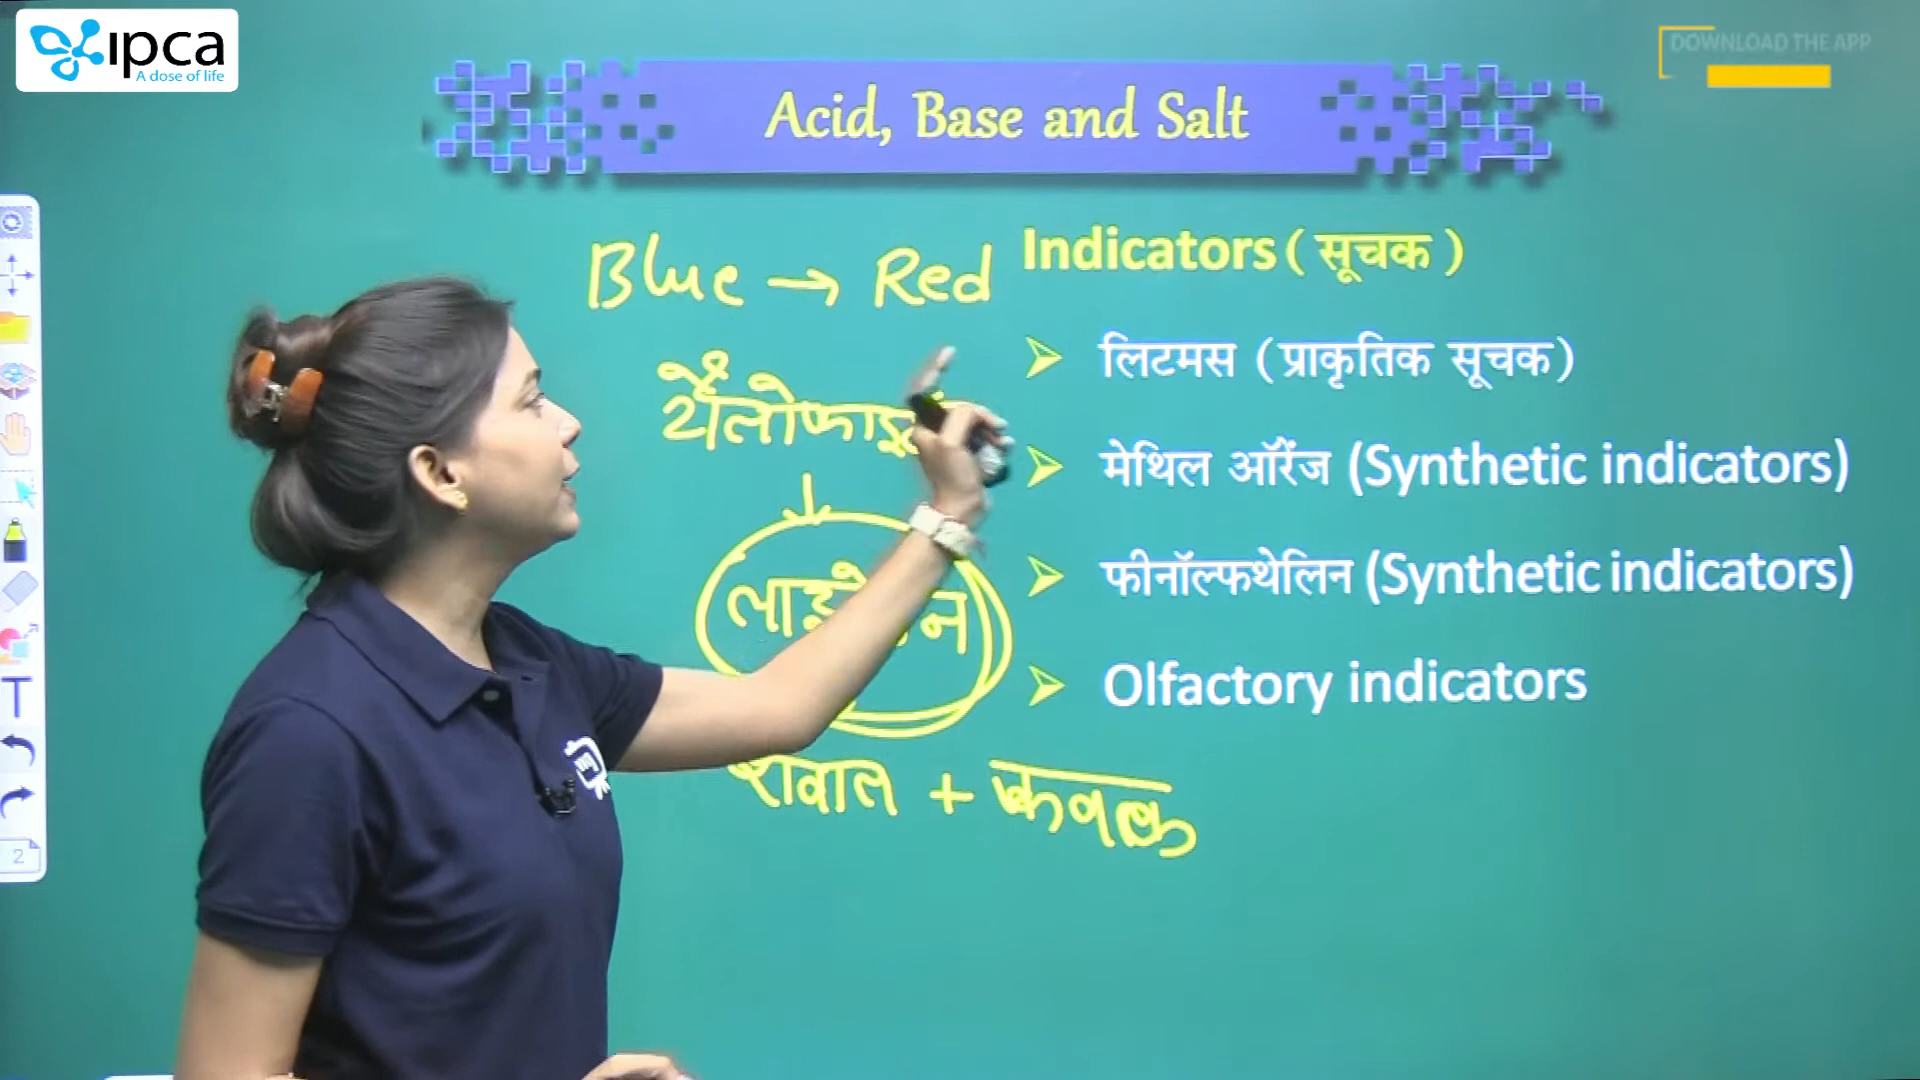 ipca
A dose of life
DOWNLOAD THE APP
Acid, Base and Salt
Blue → Red
Indicators ( सूचक )
लिटमस (प्राकृतिक सूचक)
मेथिल ऑरेंज (Synthetic indicators)
फीनॉल्फथेलिन (Synthetic indicators)
Olfactory indicators
+ कवक
T
2